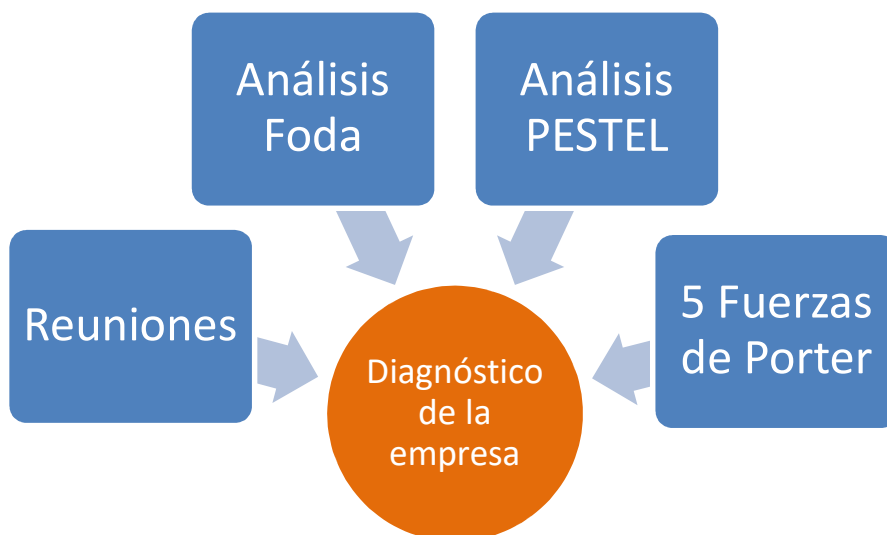 Análisis
Foda
Análisis
PESTEL
Reuniones
5 Fuerzas
de Porter
Diagnóstico
de la
empresa